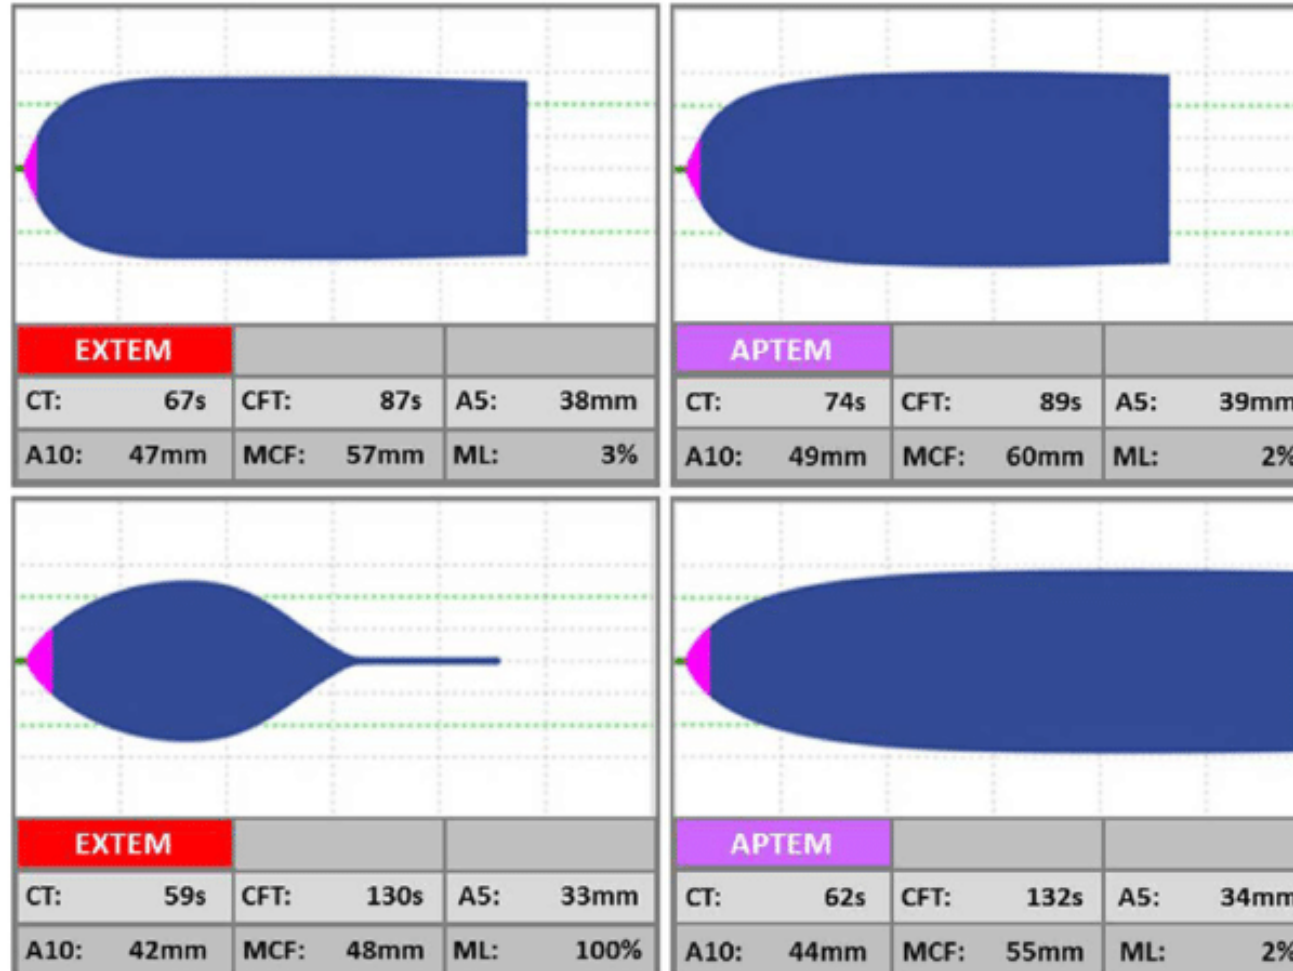 EXTEM
CT: 67s CFT: 87s A5: 38mm
A10: 47mm MCF: 57mm ML: 3%
APTEM
CT: 74s CFT: 89s A5: 39mm
A10: 49mm MCF: 60mm ML: 2%
EXTEM
CT: 59s CFT: 130s A5: 33mm
A10: 42mm MCF: 48mm ML: 100%
APTEM
CT: 62s CFT: 132s A5: 34mm
A10: 44mm MCF: 55mm ML: 2%